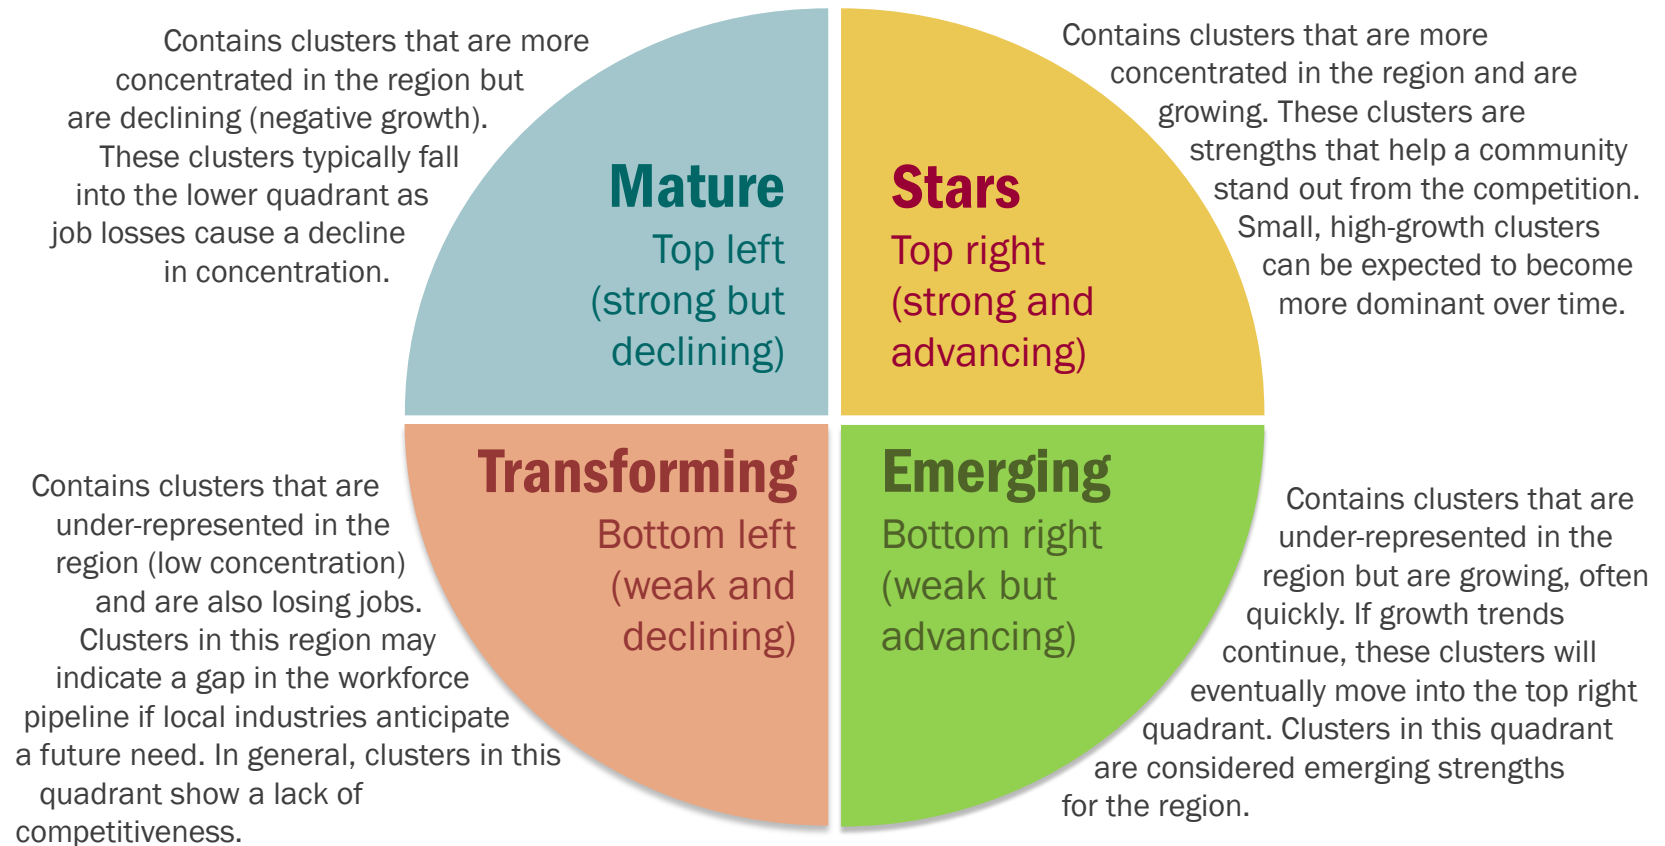 Contains clusters that are more
concentrated in the region but
are declining (negative growth).
These clusters typically fall
into the lower quadrant as
job losses cause a decline
in concentration.
Mature
Top left
(strong but
declining)
Stars
Top right
(strong and
advancing)
Contains clusters that are more
concentrated in the region and are
growing. These clusters are
strengths that help a community
stand out from the competition.
Small, high-growth clusters
can be expected to become
more dominant over time.
Contains clusters that are
under-represented in the
region (low concentration)
and are also losing jobs.
Clusters in this region may
indicate a gap in the workforce
pipeline if local industries anticipate
a future need. In general, clusters in this
quadrant show a lack of
competitiveness.
Transforming
Bottom left
(weak and
declining)
Emerging
Bottom right
(weak but
advancing)
Contains clusters that are
under-represented in the
region but are growing, often
quickly. If growth trends
continue, these clusters will
eventually move into the top right
quadrant. Clusters in this quadrant
are considered emerging strengths
for the region.